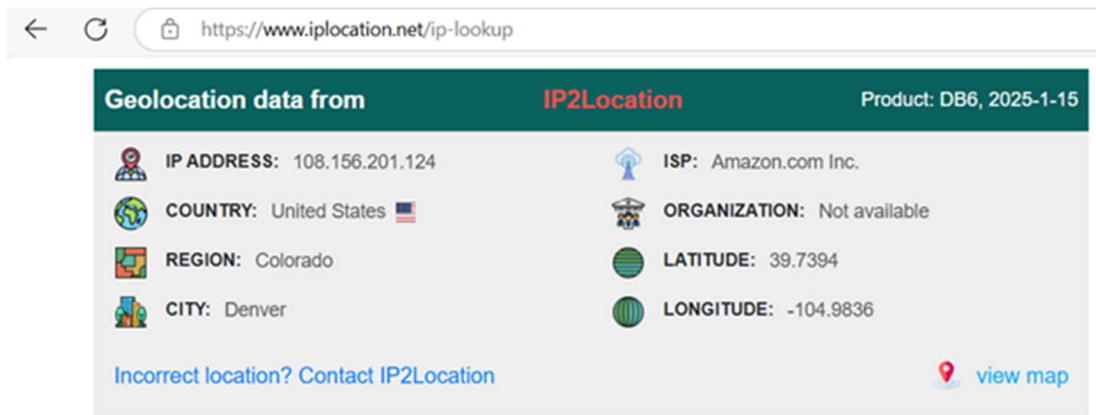 https://www.iplocation.net/ip-lookup
Geolocation data from IP2Location Product: DB6, 2025-1-15
IP ADDRESS: 108.156.201.124 ISP: Amazon.com Inc.
COUNTRY: United States ORGANIZATION: Not available
REGION: Colorado LATITUDE: 39.7394
CITY: Denver LONGITUDE: -104.9836
Incorrect location? Contact IP2Location view map